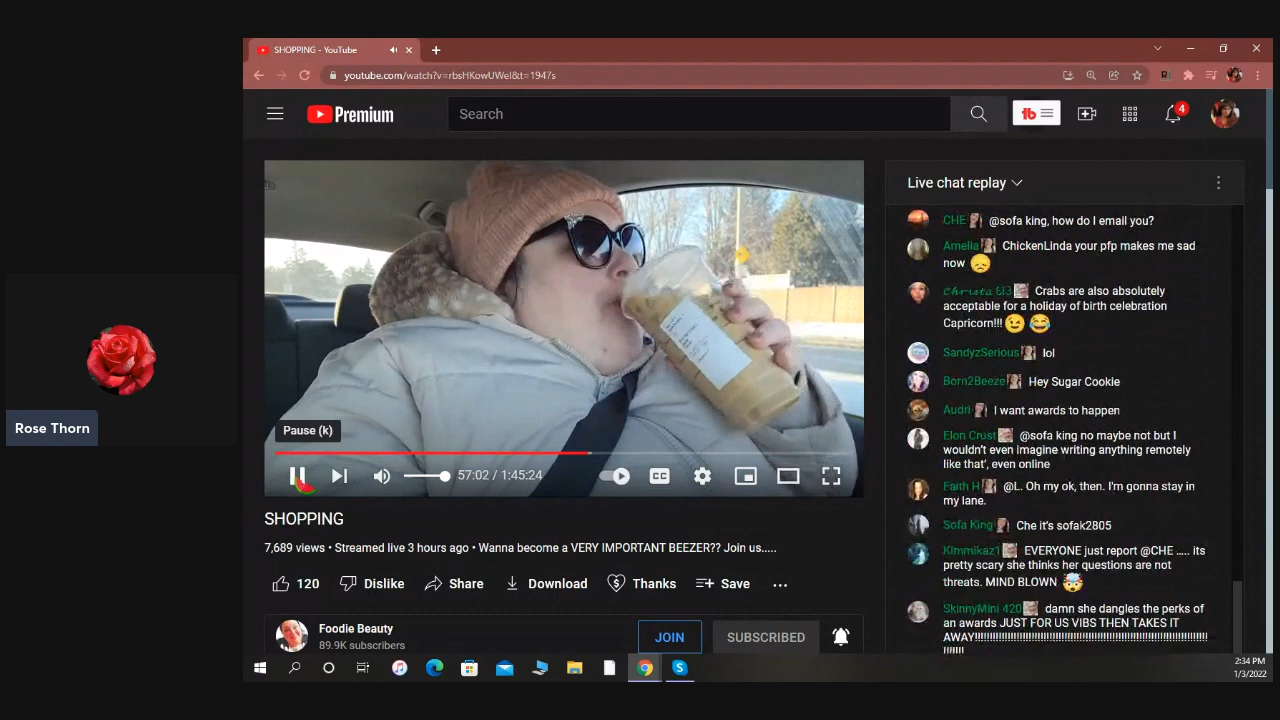 SHOPPING - YouTube
youtube.com/watch?v=rbsHKowUWeI&t=1947s
Premium
Search
tb
4
Live chat replay
CHE @sofa king, how do I email you?
Amelia ChickenLinda your pfp makes me sad
now
Crabs are also absolutely
acceptable for a holiday of birth celebration
Capricorn!!!
SandyzSerious lol
Born2Beeze Hey Sugar Cookie
Audri I want awards to happen
Elon Crust @sofa king no maybe not but I
wouldn't even imagine writing anything remotely
like that', even online
Faith H @L. Oh my ok, then. I'm gonna stay in
my lane.
Sofa King Che it's sofak2805
Kimmikaz1 EVERYONE just report @CHE ..... its
pretty scary she thinks her questions are not
threats. MIND BLOWN
SkinnyMini 420 damn she dangles the perks of
an awards JUST FOR US VIBS THEN TAKES IT
Rose Thorn
Pause (k)
57:02 / 1:45:24
CC
SHOPPING
7,689 views • Streamed live 3 hours ago • Wanna become a VERY IMPORTANT BEEZER?? Join us.....
120 Dislike Share Download Thanks Save
Foodie Beauty
89.9K subscribers
JOIN
SUBSCRIBED
2:34 PM
1/3/2022